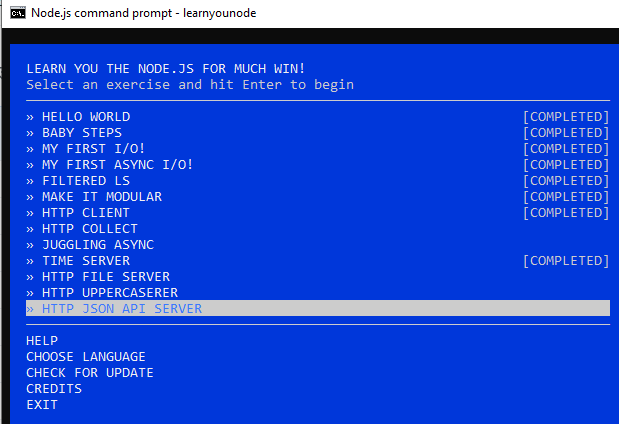 Node.js command prompt - learnyounode
LEARN YOU THE NODE.JS FOR MUCH WIN!
Select an exercise and hit Enter to begin
» HELLO WORLD [COMPLETED]
» BABY STEPS [COMPLETED]
» MY FIRST I/O! [COMPLETED]
» MY FIRST ASYNC I/O! [COMPLETED]
» FILTERED LS [COMPLETED]
» MAKE IT MODULAR [COMPLETED]
» HTTP CLIENT [COMPLETED]
» HTTP COLLECT
» JUGGLING ASYNC
» TIME SERVER [COMPLETED]
» HTTP FILE SERVER
» HTTP UPPERCASERER
» HTTP JSON API SERVER
HELP
CHOOSE LANGUAGE
CHECK FOR UPDATE
CREDITS
EXIT